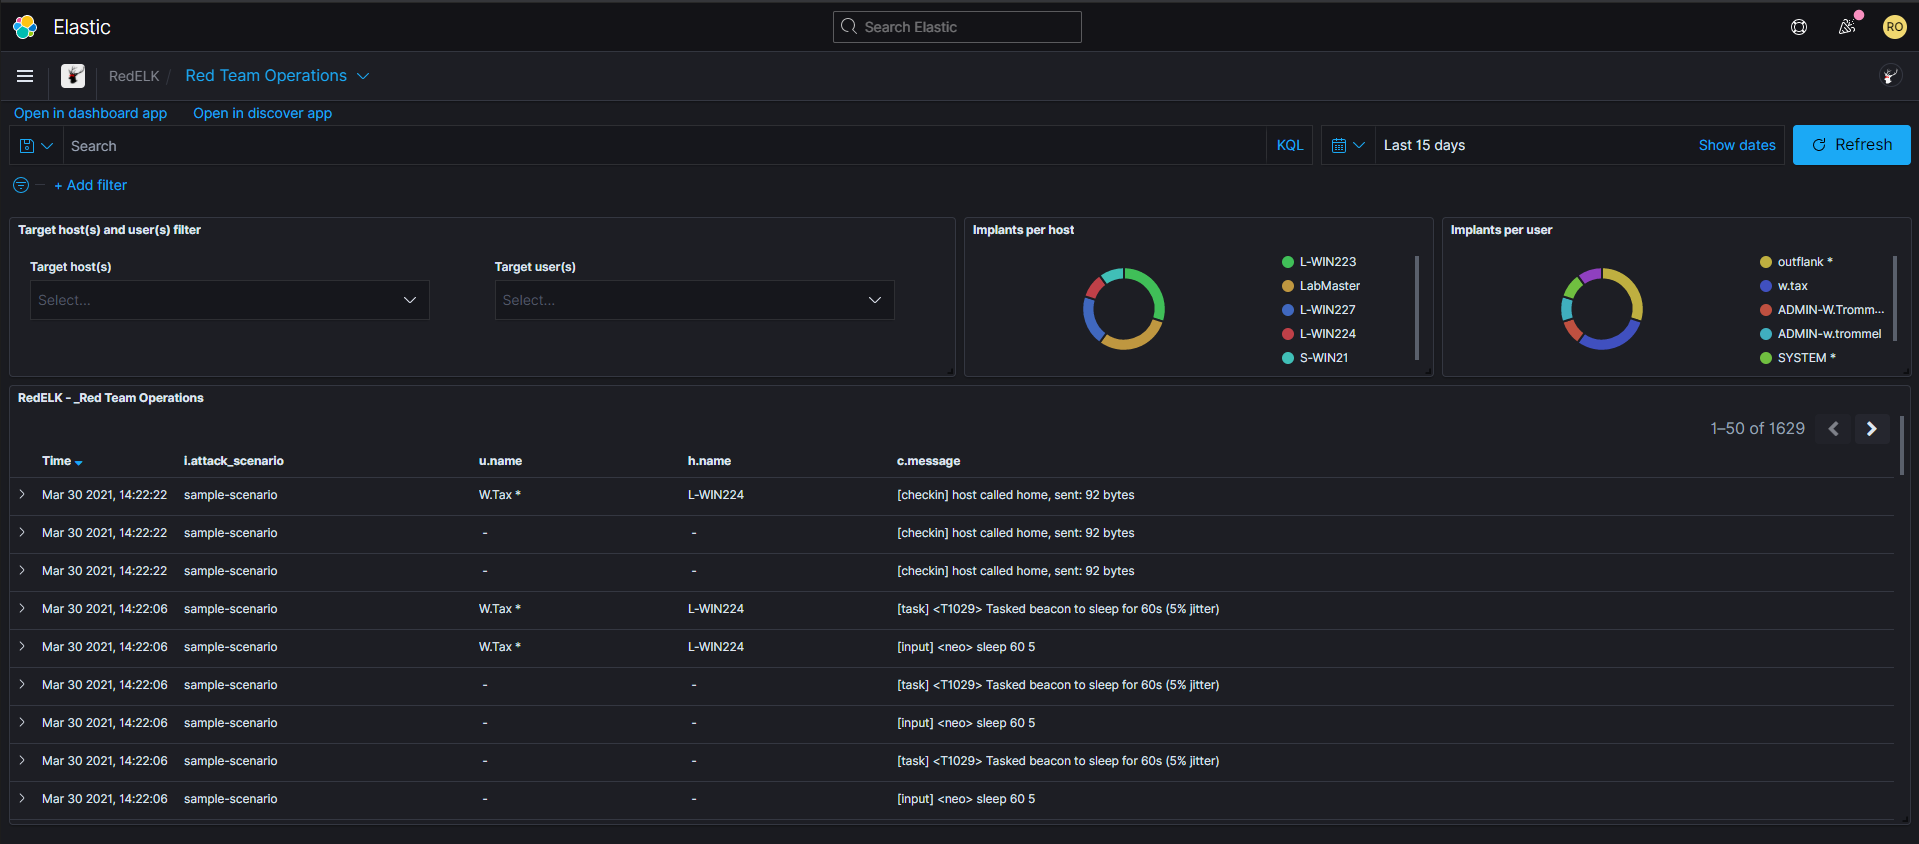 Elastic
Search Elastic
RO
RedELK / Red Team Operations
Open in dashboard app Open in discover app
Search KQL Last 15 days Show dates Refresh
+ Add filter
Target host(s) and user(s) filter
Target host(s) Target user(s)
Select... Select...
Implants per host
L-WIN223
LabMaster
L-WIN227
L-WIN224
S-WIN21
Implants per user
outflank *
w.tax
ADMIN-W.Tromm...
ADMIN-w.trommel
SYSTEM *
RedELK - _Red Team Operations
1–50 of 1629
Time i.attack_scenario u.name h.name c.message
Mar 30 2021, 14:22:22 sample-scenario W.Tax * L-WIN224 [checkin] host called home, sent: 92 bytes
Mar 30 2021, 14:22:22 sample-scenario - - [checkin] host called home, sent: 92 bytes
Mar 30 2021, 14:22:22 sample-scenario - - [checkin] host called home, sent: 92 bytes
Mar 30 2021, 14:22:06 sample-scenario W.Tax * L-WIN224 [task] <T1029> Tasked beacon to sleep for 60s (5% jitter)
Mar 30 2021, 14:22:06 sample-scenario W.Tax * L-WIN224 [input] <neo> sleep 60 5
Mar 30 2021, 14:22:06 sample-scenario - - [task] <T1029> Tasked beacon to sleep for 60s (5% jitter)
Mar 30 2021, 14:22:06 sample-scenario - - [input] <neo> sleep 60 5
Mar 30 2021, 14:22:06 sample-scenario - - [task] <T1029> Tasked beacon to sleep for 60s (5% jitter)
Mar 30 2021, 14:22:06 sample-scenario - - [input] <neo> sleep 60 5